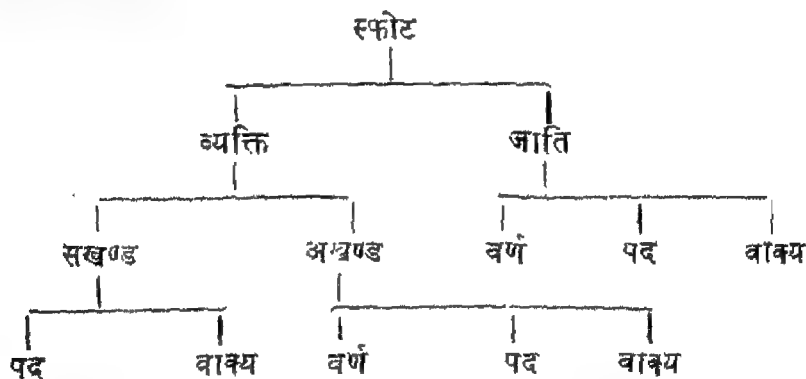 स्फोट
व्यक्ति जाति
सखण्ड अखण्ड वर्ण पद वाक्य
पद वाक्य वर्ण पद वाक्य